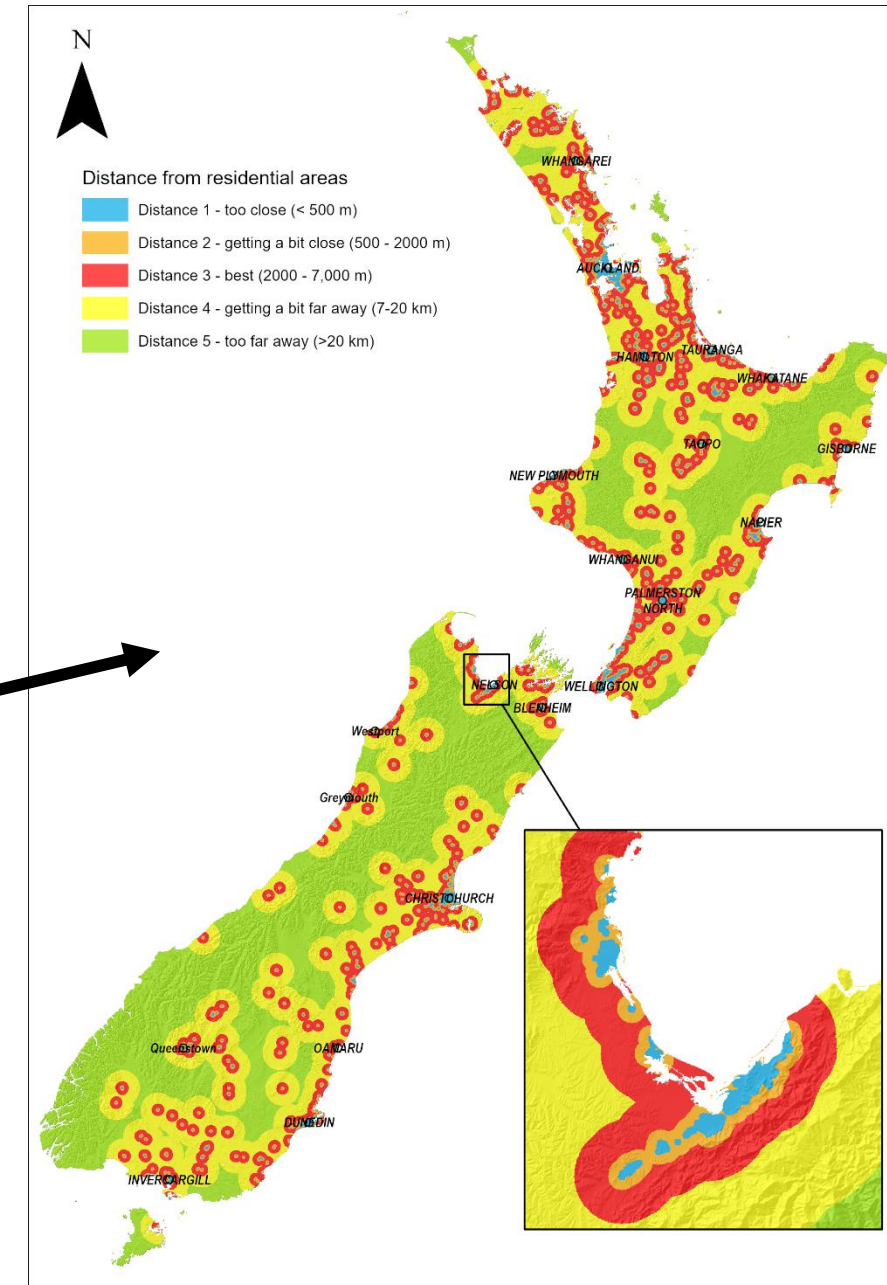 N
Distance from residential areas
Distance 1 - too close (< 500 m)
Distance 2 - getting a bit close (500 - 2000 m)
Distance 3 - best (2000 - 7,000 m)
Distance 4 - getting a bit far away (7-20 km)
Distance 5 - too far away (>20 km)
WHANGAREI
AUCKLAND
HAMILTON
TAURANGA
WHAKATANE
TAUPO
GISBORNE
NEW PLYMOUTH
NAPIER
WHANGANUI
PALMERSTON
NORTH
NELSON
WELLINGTON
BLENHEIM
Westport
Greymouth
CHRISTCHURCH
Queenstown
OAMARU
DUNEDIN
INVERCARGILL